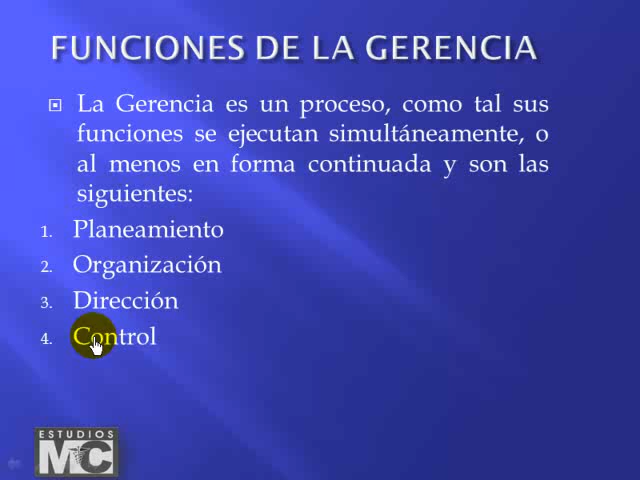 FUNCIONES DE LA GERENCIA
La Gerencia es un proceso, como tal sus
funciones se ejecutan simultáneamente, o
al menos en forma continuada y son las
siguientes:
1. Planeamiento
2. Organización
3. Dirección
4. Control
ESTUDIOS
MC